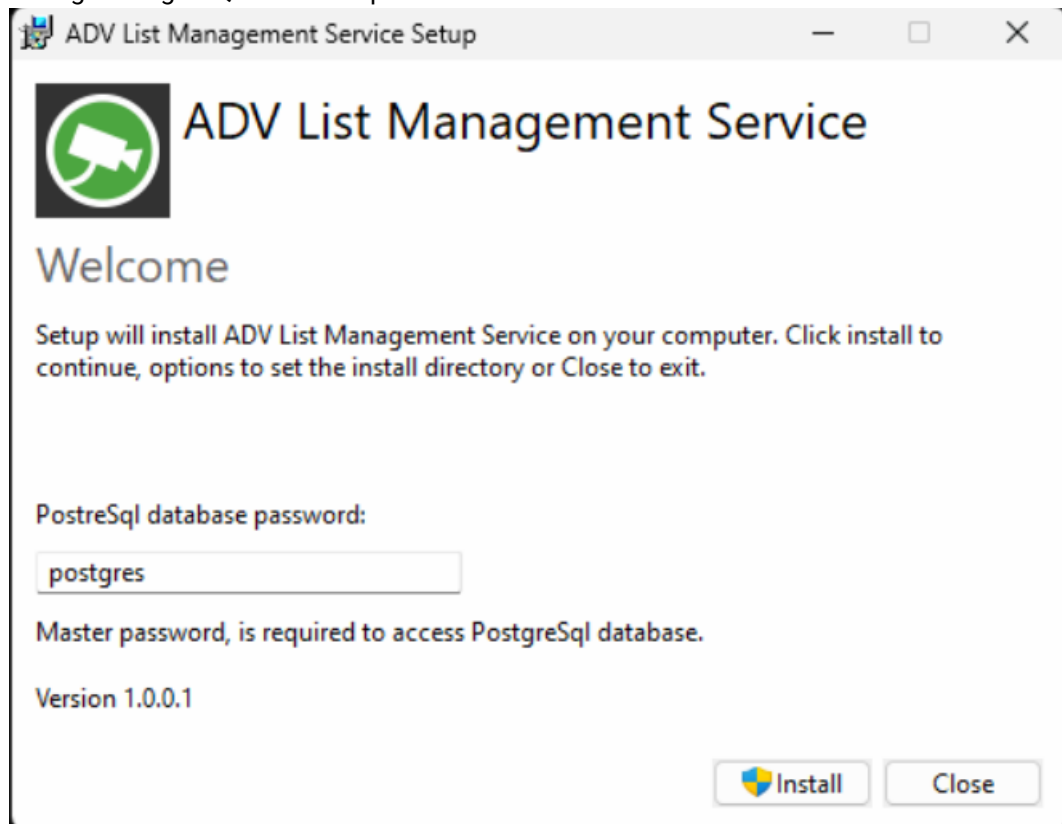 ADV List Management Service Setup
ADV List Management Service
Welcome
Setup will install ADV List Management Service on your computer. Click install to
continue, options to set the install directory or Close to exit.
PostreSql database password:
postgres
Master password, is required to access PostgreSql database.
Version 1.0.0.1
Install
Close